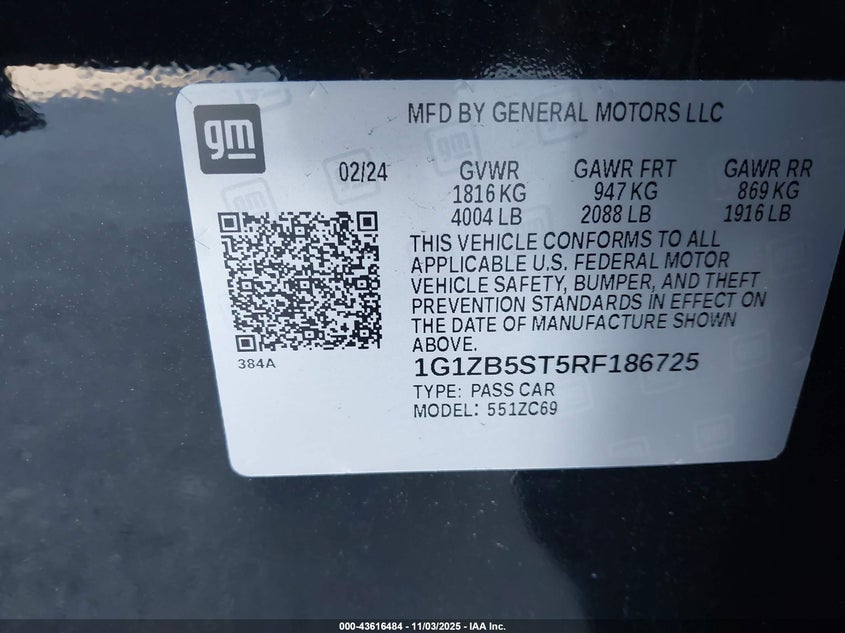 gm
MFD BY GENERAL MOTORS LLC
02/24
GVWR GAWR FRT GAWR RR
1816 KG 947 KG 869 KG
4004 LB 2088 LB 1916 LB
THIS VEHICLE CONFORMS TO ALL
APPLICABLE U.S. FEDERAL MOTOR
VEHICLE SAFETY, BUMPER, AND THEFT
PREVENTION STANDARDS IN EFFECT ON
THE DATE OF MANUFACTURE SHOWN
ABOVE.
384A
1G1ZB5ST5RF186725
TYPE: PASS CAR
MODEL: 551ZC69
000-43616484 - 11/03/2025 - IAA Inc.